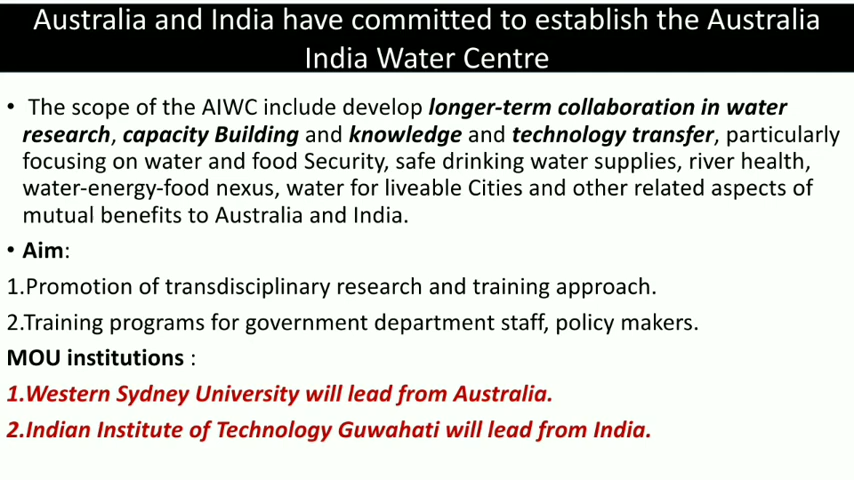 Australia and India have committed to establish the Australia
India Water Centre
• The scope of the AIWC include develop longer-term collaboration in water
research, capacity Building and knowledge and technology transfer, particularly
focusing on water and food Security, safe drinking water supplies, river health,
water-energy-food nexus, water for liveable Cities and other related aspects of
mutual benefits to Australia and India.
• Aim:
1.Promotion of transdisciplinary research and training approach.
2.Training programs for government department staff, policy makers.
MOU institutions :
1.Western Sydney University will lead from Australia.
2.Indian Institute of Technology Guwahati will lead from India.